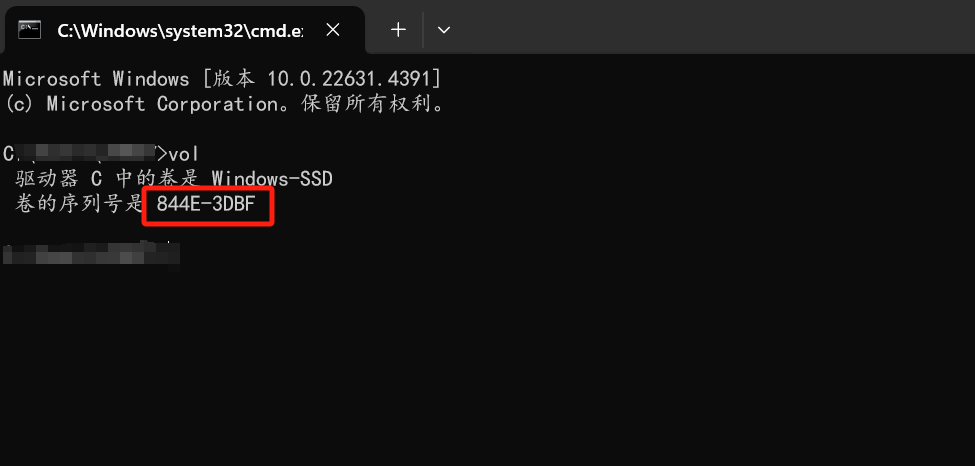 C:\Windows\system32\cmd.e
Microsoft Windows [版本 10.0.22631.4391]
(c) Microsoft Corporation。保留所有权利。
>vol
驱动器 C 中的卷是 Windows-SSD
卷的序列号是 844E-3DBF